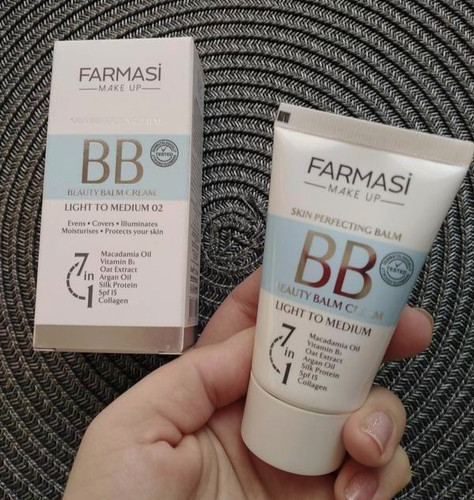 FARMASi
MAKE UP
BB
TESTED
BEAUTY BALM CREAM
LIGHT TO MEDIUM 02
Evens • Covers • Illuminates
Moisturises • Protects your skin
7 in 1
Macadamia Oil
Vitamin B₅
Oat Extract
Argan Oil
Silk Protein
Spf 15
Collagen
FARMASi
MAKE UP
SKIN PERFECTING BALM
BB
TESTED
BEAUTY BALM CREAM
LIGHT TO MEDIUM
7 in 1
Macadamia Oil
Vitamin B₅
Oat Extract
Argan Oil
Silk Protein
Spf 15
Collagen